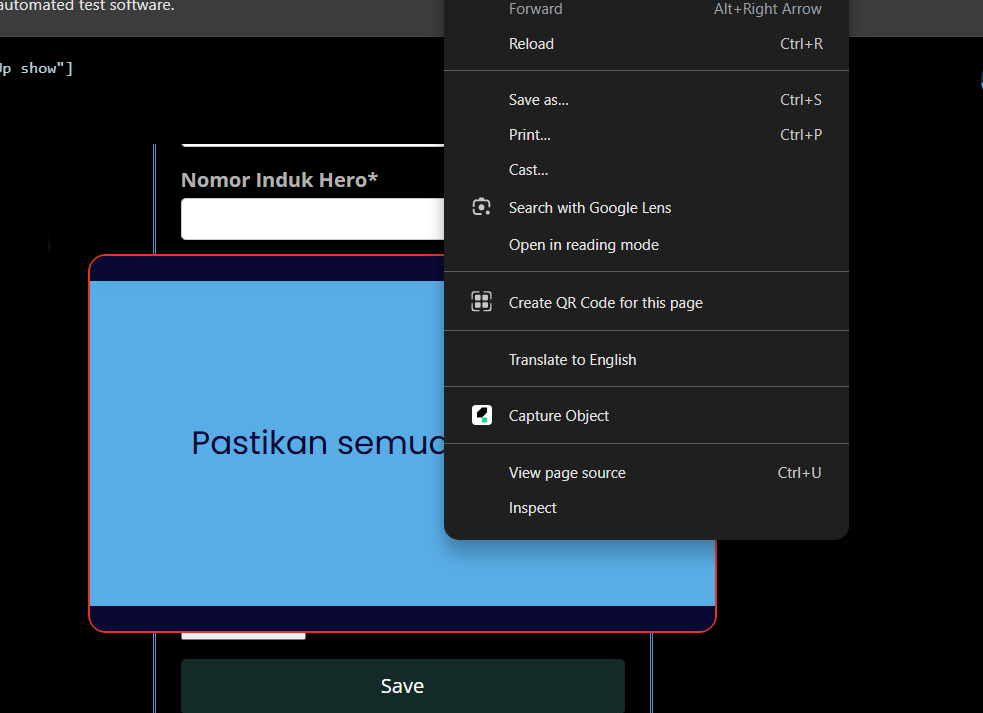 automated test software.
Forward Alt+Right Arrow
Reload Ctrl+R
Up show"]
Save as... Ctrl+S
Print... Ctrl+P
Cast...
Nomor Induk Hero*
Search with Google Lens
Open in reading mode
Create QR Code for this page
Translate to English
Capture Object
Pastikan semua
View page source Ctrl+U
Inspect
Save